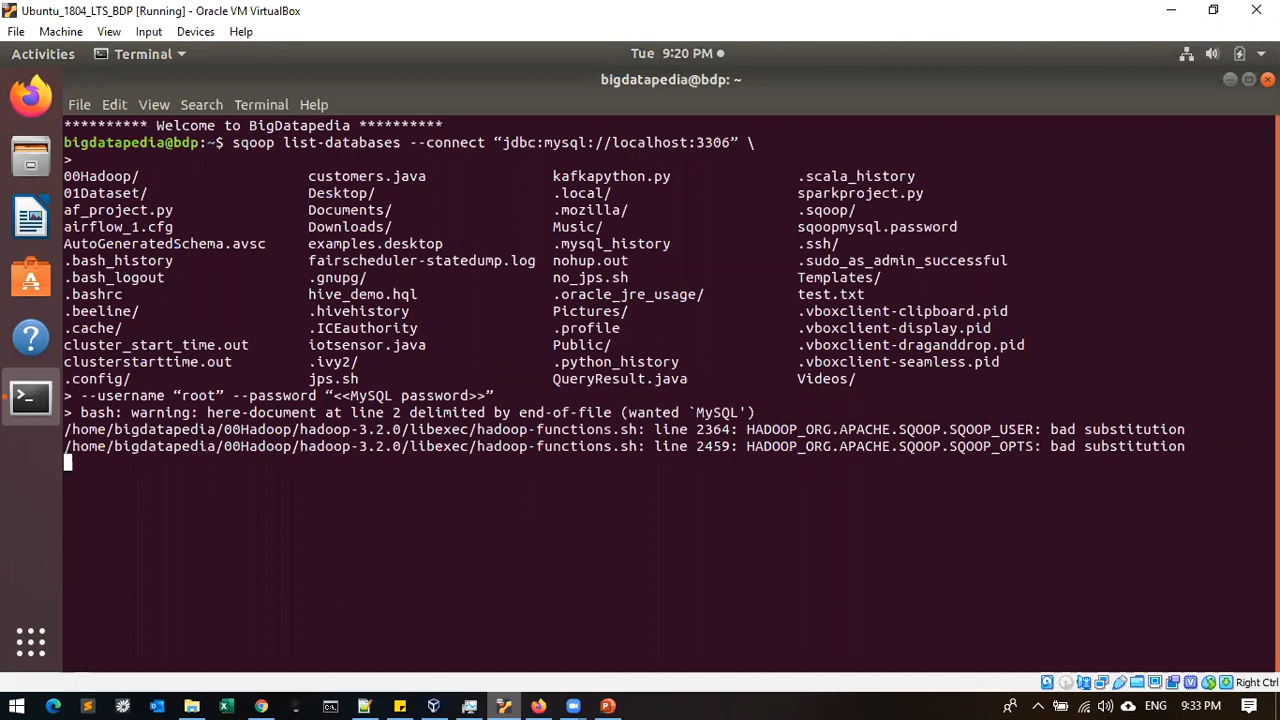 Ubuntu_1804_LTS_BDP [Running] - Oracle VM VirtualBox
File Machine View Input Devices Help
Activities Terminal Tue 9:20 PM
bigdatapedia@bdp: ~
File Edit View Search Terminal Help
********** Welcome to BigDatapedia **********
bigdatapedia@bdp:~$ sqoop list-databases --connect “jdbc:mysql://localhost:3306” \
>
00Hadoop/ customers.java kafkapython.py .scala_history
01Dataset/ Desktop/ .local/ sparkproject.py
af_project.py Documents/ .mozilla/ .sqoop/
airflow_1.cfg Downloads/ Music/ sqoopmysql.password
AutoGeneratedSchema.avsc examples.desktop .mysql_history .ssh/
.bash_history fairscheduler-statedump.log nohup.out .sudo_as_admin_successful
.bash_logout .gnupg/ no_jps.sh Templates/
.bashrc hive_demo.hql .oracle_jre_usage/ test.txt
.beeline/ .hivehistory Pictures/ .vboxclient-clipboard.pid
.cache/ .ICEauthority .profile .vboxclient-display.pid
cluster_start_time.out iotsensor.java Public/ .vboxclient-draganddrop.pid
clusterstarttime.out .ivy2/ .python_history .vboxclient-seamless.pid
.config/ jps.sh QueryResult.java Videos/
> --username “root” --password “<<MySQL password>>”
> bash: warning: here-document at line 2 delimited by end-of-file (wanted `MySQL')
/home/bigdatapedia/00Hadoop/hadoop-3.2.0/libexec/hadoop-functions.sh: line 2364: HADOOP_ORG.APACHE.SQOOP.SQOOP_USER: bad substitution
/home/bigdatapedia/00Hadoop/hadoop-3.2.0/libexec/hadoop-functions.sh: line 2459: HADOOP_ORG.APACHE.SQOOP.SQOOP_OPTS: bad substitution
Right Ctrl
ENG 9:33 PM